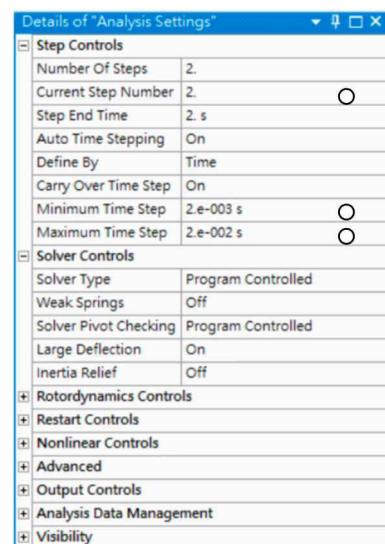 Details of "Analysis Settings"
Step Controls
Number Of Steps 2.
Current Step Number 2.
Step End Time 2. s
Auto Time Stepping On
Define By Time
Carry Over Time Step On
Minimum Time Step 2.e-003 s
Maximum Time Step 2.e-002 s
Solver Controls
Solver Type Program Controlled
Weak Springs Off
Solver Pivot Checking Program Controlled
Large Deflection On
Inertia Relief Off
Rotordynamics Controls
Restart Controls
Nonlinear Controls
Advanced
Output Controls
Analysis Data Management
Visibility